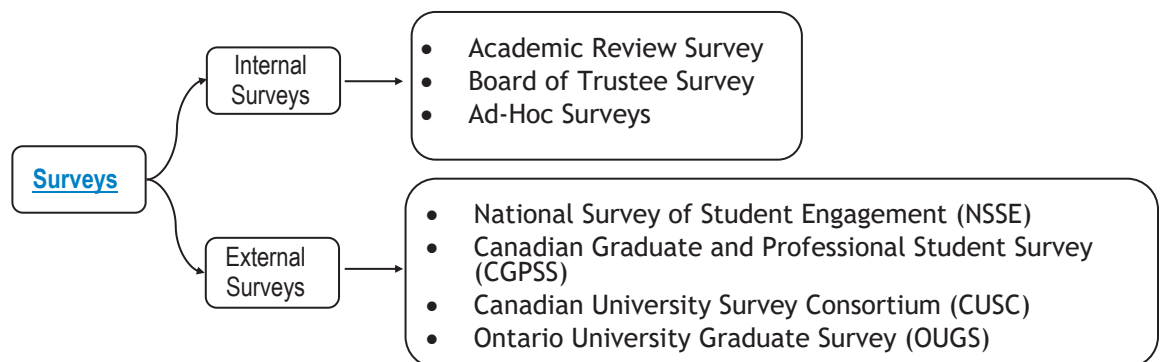 Surveys
Internal
Surveys
• Academic Review Survey
• Board of Trustee Survey
• Ad-Hoc Surveys
External
Surveys
• National Survey of Student Engagement (NSSE)
• Canadian Graduate and Professional Student Survey
(CGPSS)
• Canadian University Survey Consortium (CUSC)
• Ontario University Graduate Survey (OUGS)